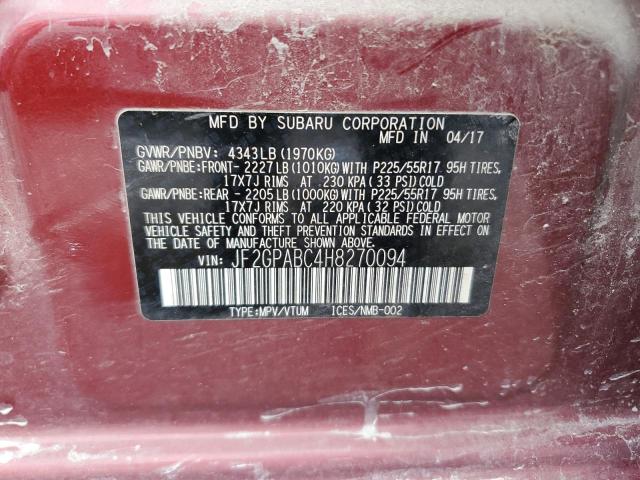 MFD BY SUBARU CORPORATION
MFD IN 04/17
GVWR/PNBV: 4343LB(1970KG)
GAWR/PNBE:FRONT- 2227LB(1010KG)WITH P225/55R17 95H TIRES,
17X7J RIMS AT 230 KPA( 33 PSI)COLD
GAWR/PNBE:REAR - 2205LB(1000KG)WITH P225/55R17 95H TIRES,
17X7J RIMS AT 220 KPA( 32 PSI)COLD
THIS VEHICLE CONFORMS TO ALL APPLICABLE FEDERAL MOTOR
VEHICLE SAFETY AND THEFT PREVENTION STANDARDS IN EFFECT
ON THE DATE OF MANUFACTURE SHOWN ABOVE.
VIN: JF2GPABC4H8270094
TYPE:MPV/VTUM ICES/NMB-002